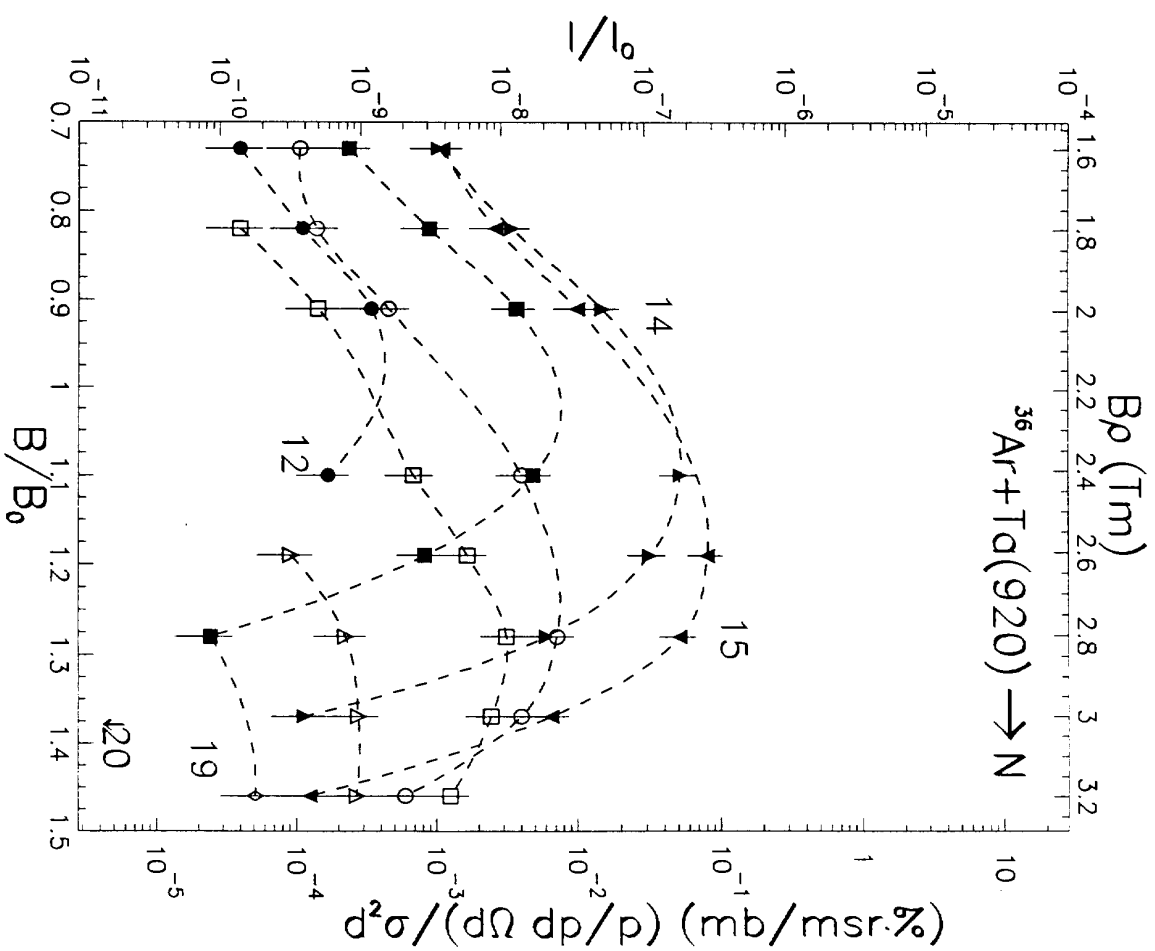 Bρ (Tm)
1.6 1.8 2 2.2 2.4 2.6 2.8 3 3.2
³⁶Ar+Ta(920) → N
I/I₀
10⁻⁴
10⁻⁵
10⁻⁶
10⁻⁷
10⁻⁸
10⁻⁹
10⁻¹⁰
10⁻¹¹
d²σ/(dΩ dp/p) (mb/msr.%)
10
1
10⁻¹
10⁻²
10⁻³
10⁻⁴
10⁻⁵
14
15
12
19
↓20
0.7 0.8 0.9 1 1.1 1.2 1.3 1.4 1.5
B/B₀